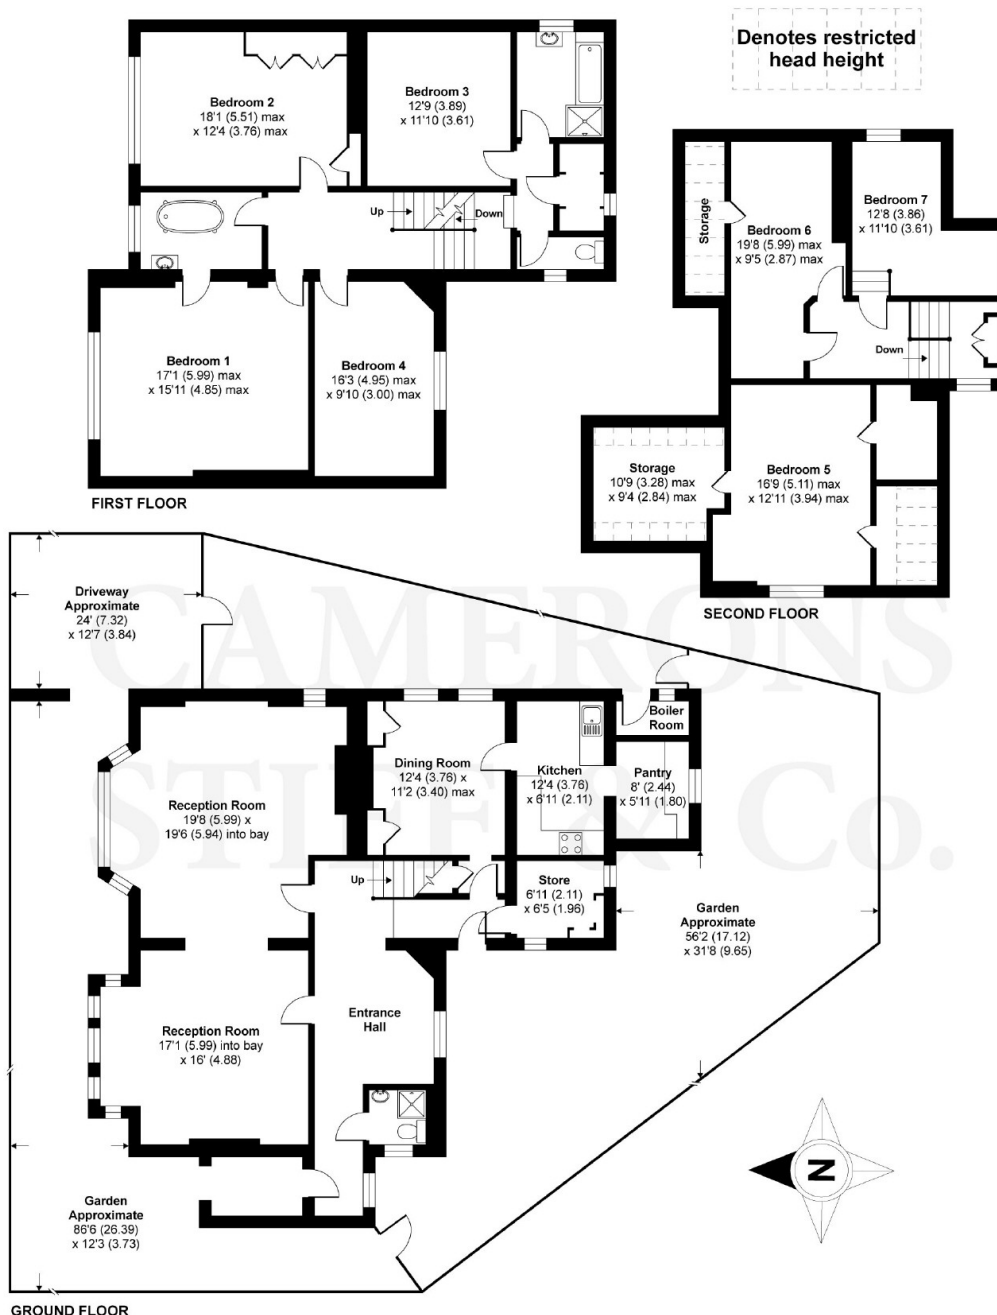 Denotes restricted
head height
Bedroom 2
18'1 (5.51) max
x 12'4 (3.76) max
Bedroom 3
12'9 (3.89)
x 11'10 (3.61)
Up
Down
Bedroom 1
17'1 (5.99) max
x 15'11 (4.85) max
Bedroom 4
16'3 (4.95) max
x 9'10 (3.00) max
FIRST FLOOR
Storage
Bedroom 6
19'8 (5.99) max
x 9'5 (2.87) max
Bedroom 7
12'8 (3.86)
x 11'10 (3.61)
Down
Storage
10'9 (3.28) max
x 9'4 (2.84) max
Bedroom 5
16'9 (5.11) max
x 12'11 (3.94) max
SECOND FLOOR
CAMERONS
STIFF & Co.
Driveway
Approximate
24' (7.32)
x 12'7 (3.84)
Boiler
Room
Reception Room
19'8 (5.99) x
19'6 (5.94) into bay
Dining Room
12'4 (3.76) x
11'2 (3.40) max
Kitchen
12'4 (3.76)
x 6'11 (2.11)
Pantry
8' (2.44)
x 5'11 (1.80)
Up
Store
6'11 (2.11)
x 6'5 (1.96)
Garden
Approximate
56'2 (17.12)
x 31'8 (9.65)
Reception Room
17'1 (5.99) into bay
x 16' (4.88)
Entrance
Hall
Garden
Approximate
86'6 (26.39)
x 12'3 (3.73)
N
GROUND FLOOR